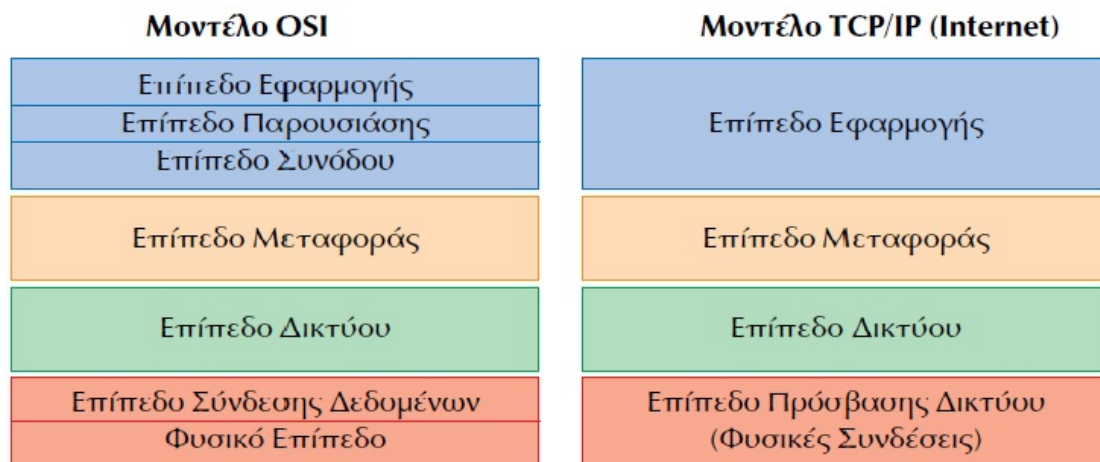 Μοντέλο OSI
Επίπεδο Εφαρμογής
Επίπεδο Παρουσιάσης
Επίπεδο Συνόδου
Επίπεδο Μεταφοράς
Επίπεδο Δικτύου
Επίπεδο Σύνδεσης Δεδομένων
Φυσικό Επίπεδο
Μοντέλο TCP/IP (Internet)
Επίπεδο Εφαρμογής
Επίπεδο Μεταφοράς
Επίπεδο Δικτύου
Επίπεδο Πρόσβασης Δικτύου
(Φυσικές Συνδέσεις)